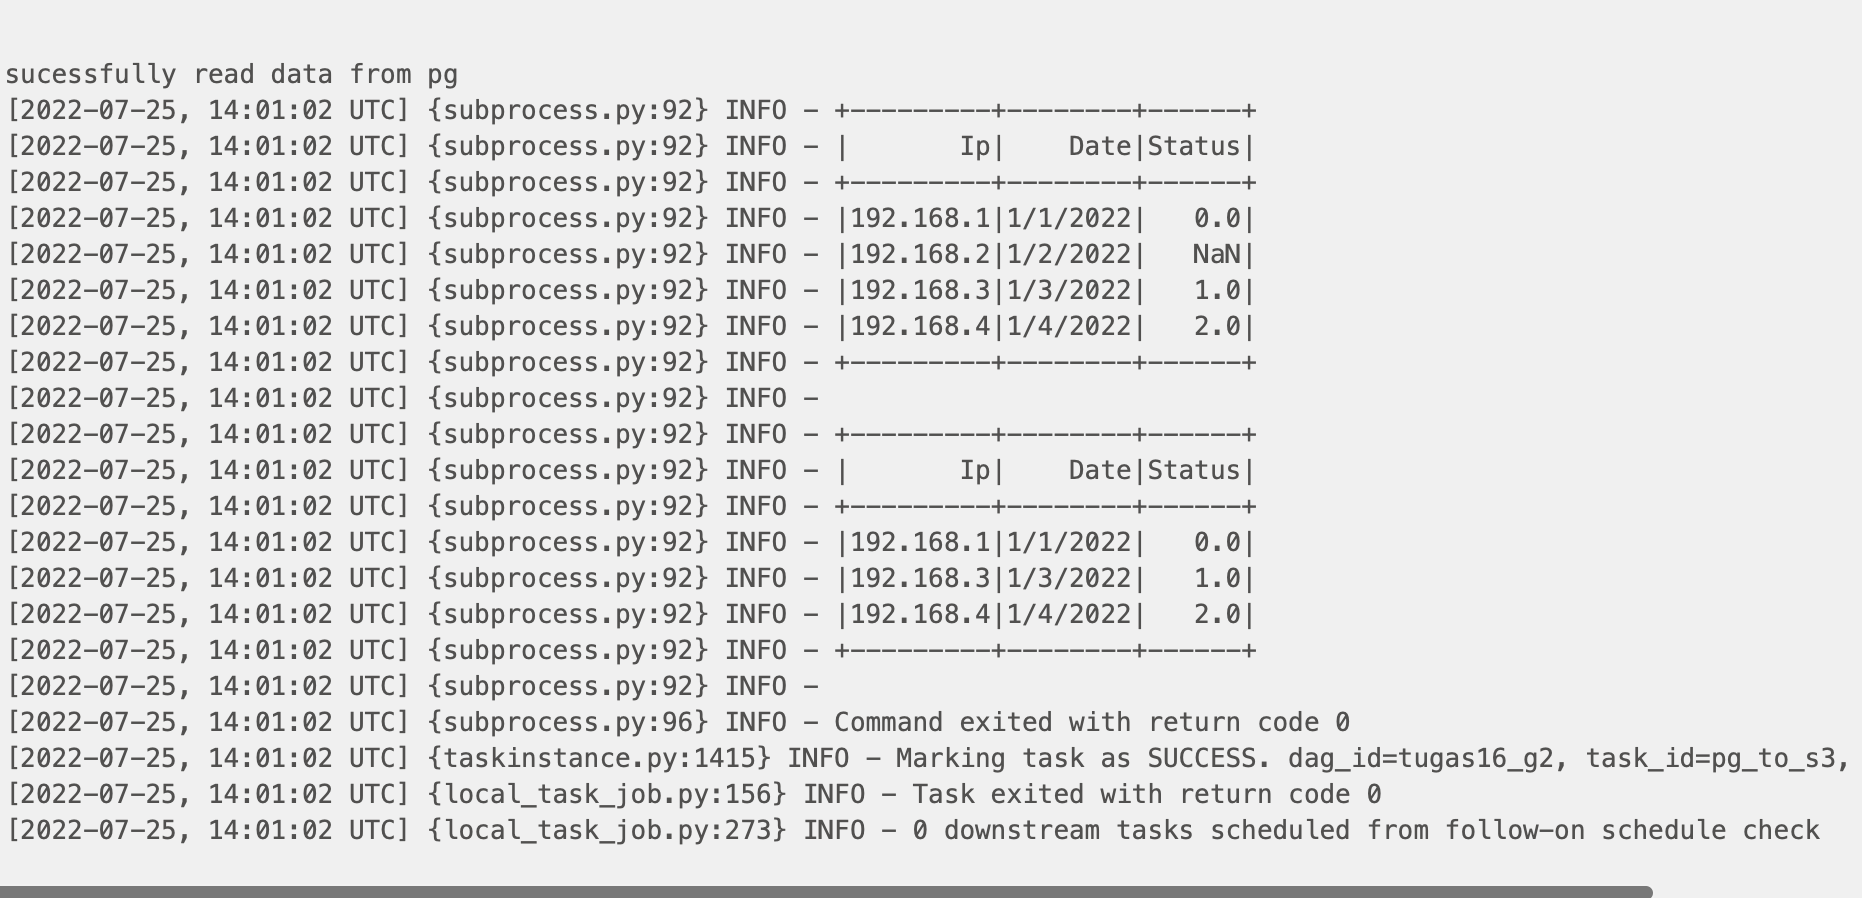 sucessfully read data from pg
[2022-07-25, 14:01:02 UTC] {subprocess.py:92} INFO - +---------+--------+------+
[2022-07-25, 14:01:02 UTC] {subprocess.py:92} INFO - |       Ip|    Date|Status|
[2022-07-25, 14:01:02 UTC] {subprocess.py:92} INFO - +---------+--------+------+
[2022-07-25, 14:01:02 UTC] {subprocess.py:92} INFO - |192.168.1|1/1/2022|   0.0|
[2022-07-25, 14:01:02 UTC] {subprocess.py:92} INFO - |192.168.2|1/2/2022|   NaN|
[2022-07-25, 14:01:02 UTC] {subprocess.py:92} INFO - |192.168.3|1/3/2022|   1.0|
[2022-07-25, 14:01:02 UTC] {subprocess.py:92} INFO - |192.168.4|1/4/2022|   2.0|
[2022-07-25, 14:01:02 UTC] {subprocess.py:92} INFO - +---------+--------+------+
[2022-07-25, 14:01:02 UTC] {subprocess.py:92} INFO -
[2022-07-25, 14:01:02 UTC] {subprocess.py:92} INFO - +---------+--------+------+
[2022-07-25, 14:01:02 UTC] {subprocess.py:92} INFO - |       Ip|    Date|Status|
[2022-07-25, 14:01:02 UTC] {subprocess.py:92} INFO - +---------+--------+------+
[2022-07-25, 14:01:02 UTC] {subprocess.py:92} INFO - |192.168.1|1/1/2022|   0.0|
[2022-07-25, 14:01:02 UTC] {subprocess.py:92} INFO - |192.168.3|1/3/2022|   1.0|
[2022-07-25, 14:01:02 UTC] {subprocess.py:92} INFO - |192.168.4|1/4/2022|   2.0|
[2022-07-25, 14:01:02 UTC] {subprocess.py:92} INFO - +---------+--------+------+
[2022-07-25, 14:01:02 UTC] {subprocess.py:92} INFO -
[2022-07-25, 14:01:02 UTC] {subprocess.py:96} INFO - Command exited with return code 0
[2022-07-25, 14:01:02 UTC] {taskinstance.py:1415} INFO - Marking task as SUCCESS. dag_id=tugas16_g2, task_id=pg_to_s3,
[2022-07-25, 14:01:02 UTC] {local_task_job.py:156} INFO - Task exited with return code 0
[2022-07-25, 14:01:02 UTC] {local_task_job.py:273} INFO - 0 downstream tasks scheduled from follow-on schedule check